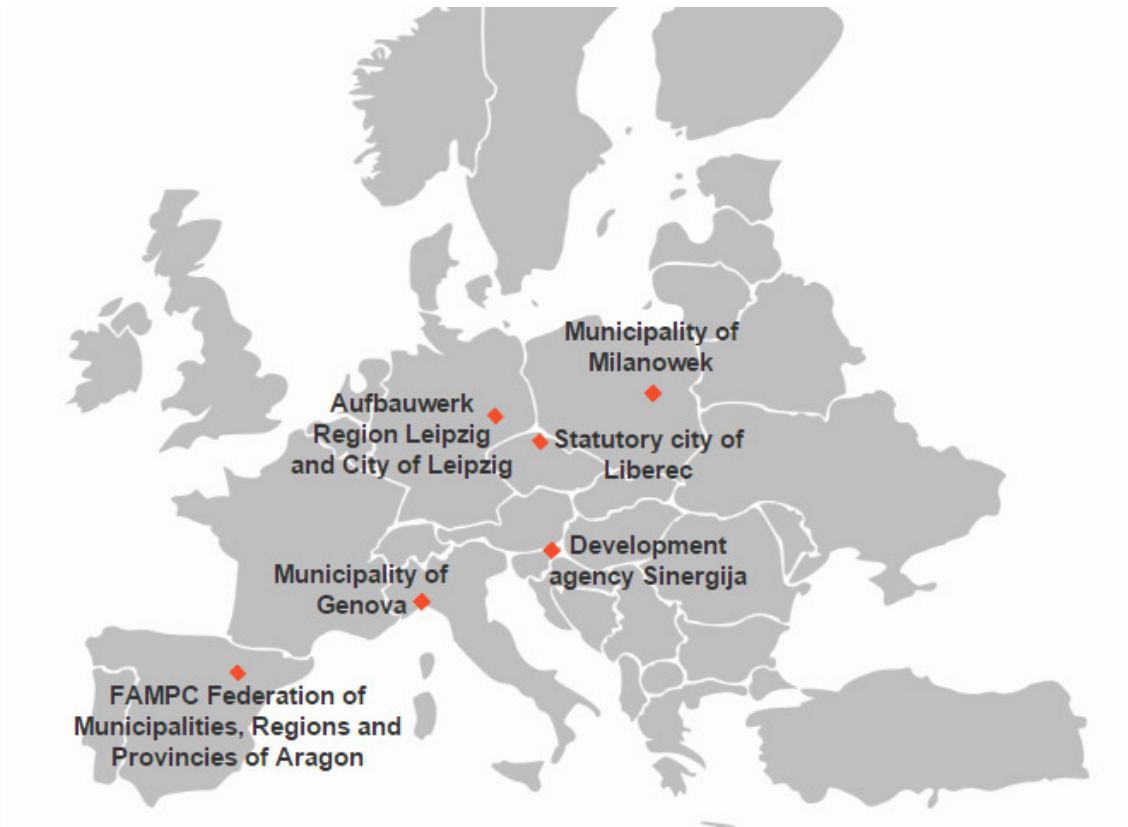 Municipality of
Milanowek
Aufbauwerk
Region Leipzig
and City of Leipzig
Statutory city of
Liberec
Development
agency Sinergija
Municipality of
Genova
FAMPC Federation of
Municipalities, Regions and
Provincies of Aragon